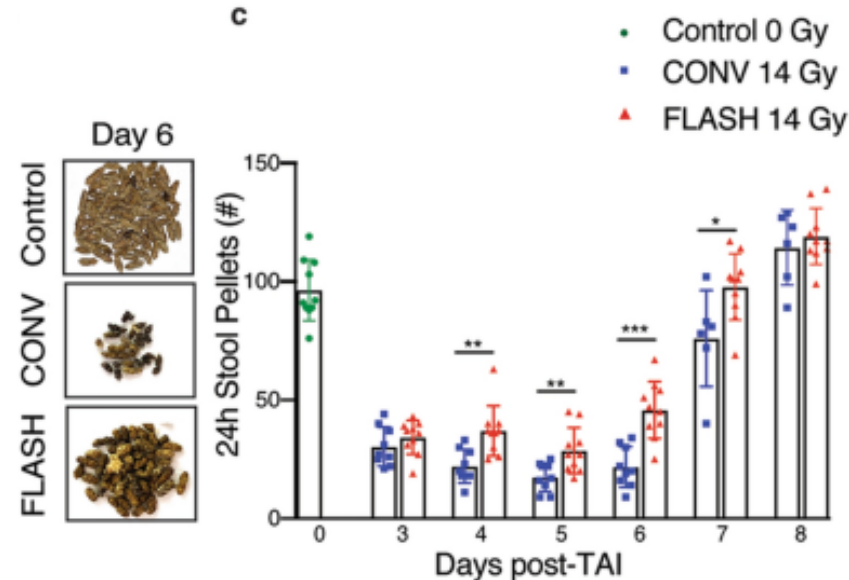 c
Control 0 Gy
CONV 14 Gy
FLASH 14 Gy
Day 6
Control
CONV
FLASH
24h Stool Pellets (#)
150
100
50
0
*
**
**
***
0 3 4 5 6 7 8
Days post-TAI